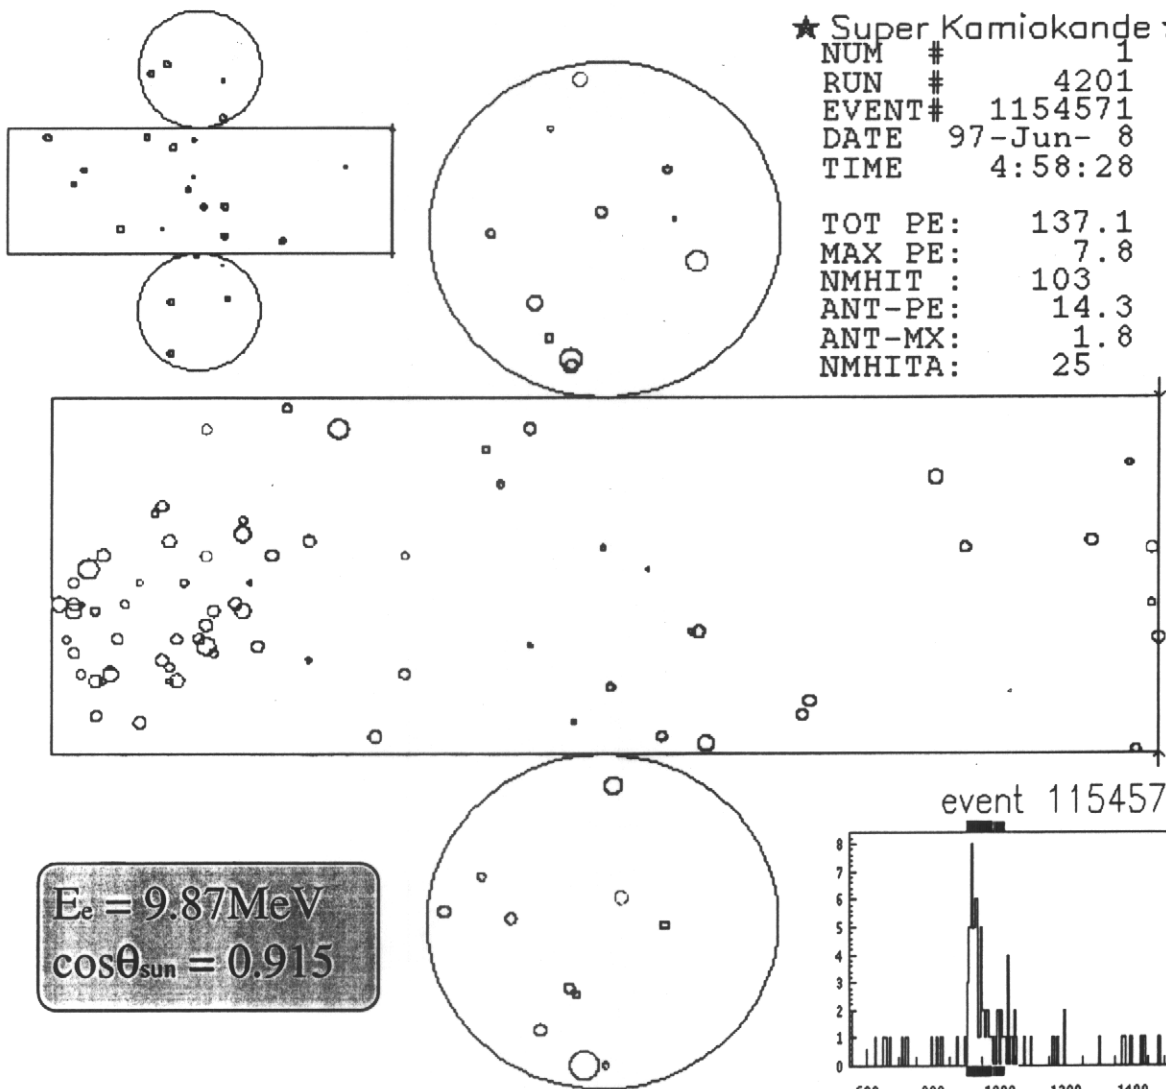 ★ Super Kamiokande
NUM # 1
RUN # 4201
EVENT# 1154571
DATE 97-Jun- 8
TIME 4:58:28
TOT PE: 137.1
MAX PE: 7.8
NMHIT : 103
ANT-PE: 14.3
ANT-MX: 1.8
NMHITA: 25
event 115457
8
7
6
5
4
3
2
1
0
Ee = 9.87MeV
cosθsun = 0.915